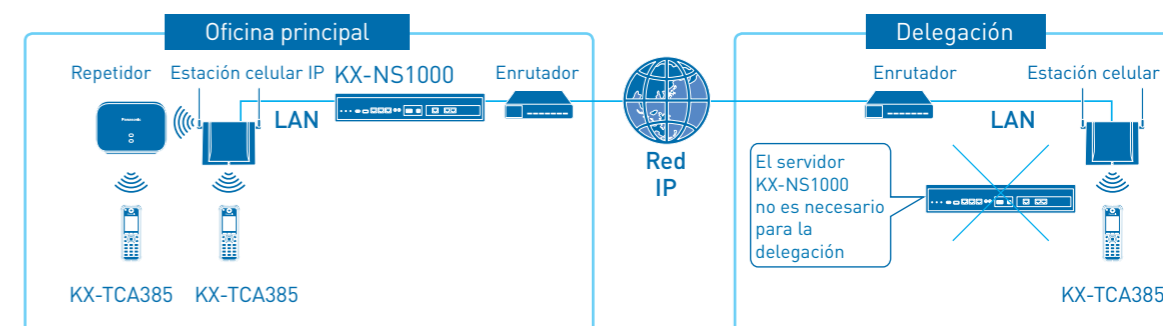 Oficina principal
Repetidor
Estación celular IP
KX-NS1000
Enrutador
LAN
Panasonic
KX-TCA385
KX-TCA385
Red
IP
Delegación
Enrutador
Estación celular
LAN
El servidor
KX-NS1000
no es necesario
para la
delegación
KX-TCA385